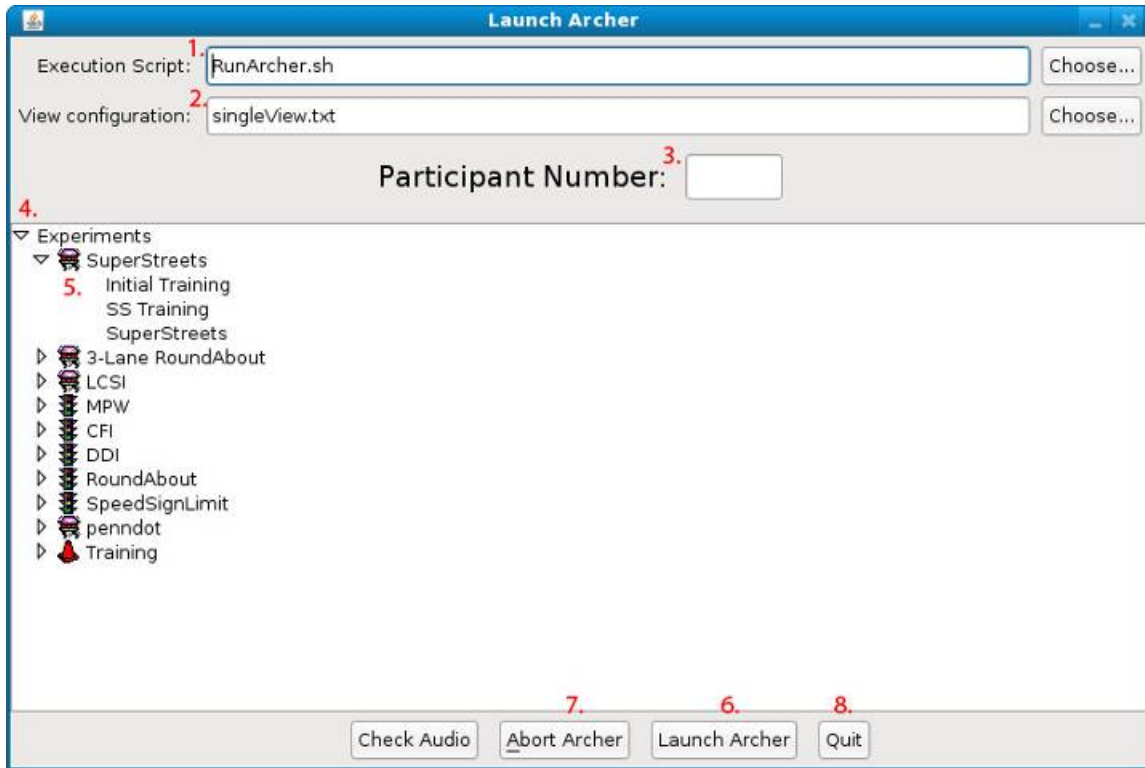 Launch Archer
1.
Execution Script: RunArcher.sh Choose...
2.
View configuration: singleView.txt Choose...
Participant Number: 3.
4.
Experiments
SuperStreets
5. Initial Training
SS Training
SuperStreets
3-Lane RoundAbout
LCSI
MPW
CFI
DDI
RoundAbout
SpeedSignLimit
penndot
Training
7. 6. 8.
Check Audio Abort Archer Launch Archer Quit